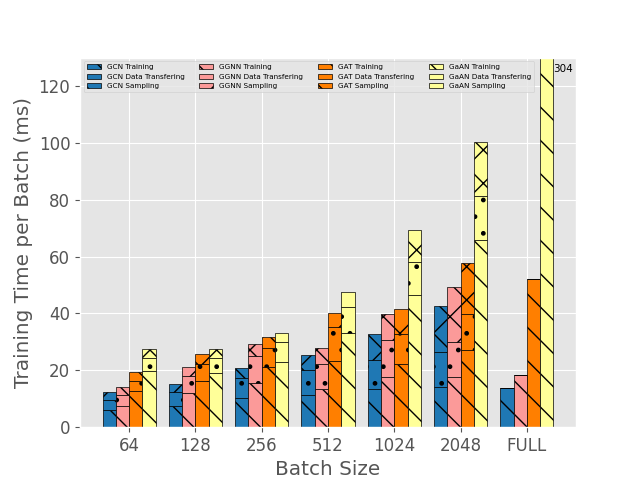 GCN Training GGNN Training GAT Training GaAN Training
GCN Data Transfering GGNN Data Transfering GAT Data Transfering GaAN Data Transfering
GCN Sampling GGNN Sampling GAT Sampling GaAN Sampling
304
Training Time per Batch (ms)
120
100
80
60
40
20
0
64 128 256 512 1024 2048 FULL
Batch Size